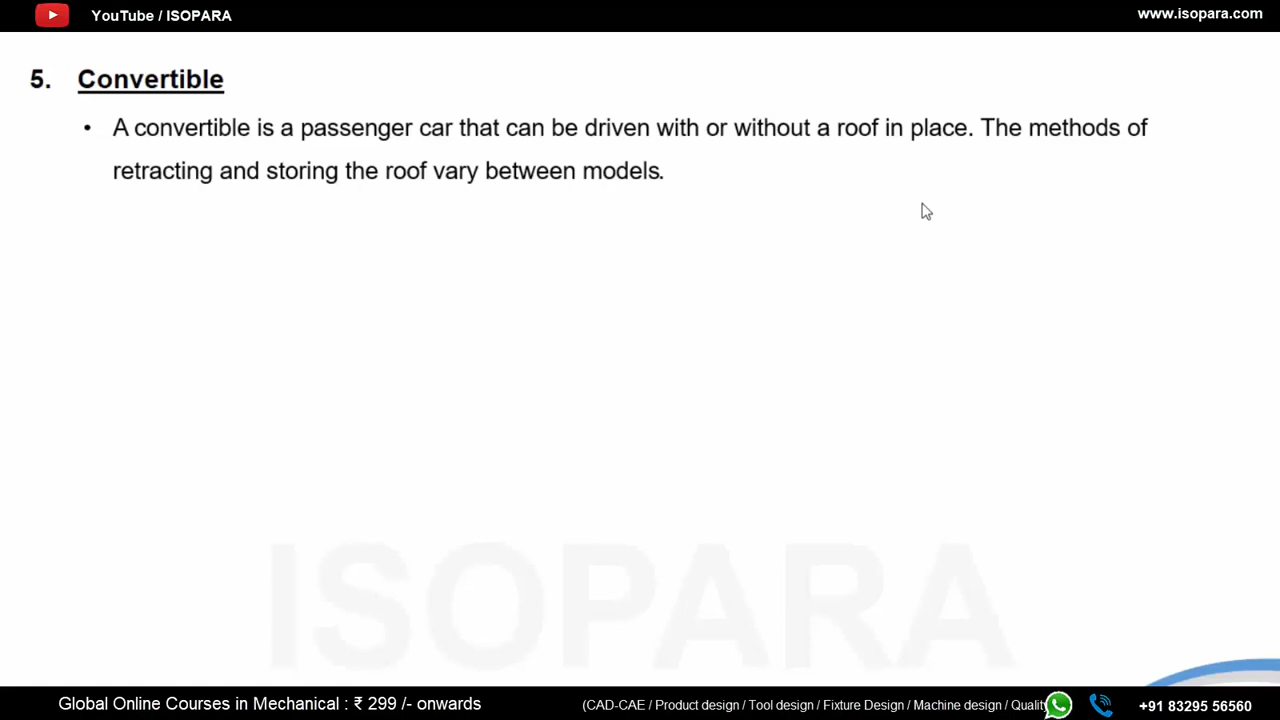 YouTube / ISOPARA
www.isopara.com
5. Convertible
• A convertible is a passenger car that can be driven with or without a roof in place. The methods of
retracting and storing the roof vary between models.
ISOPARA
Global Online Courses in Mechanical : ₹ 299 /- onwards
(CAD-CAE / Product design / Tool design / Fixture Design / Machine design / Quality
+91 83295 56560